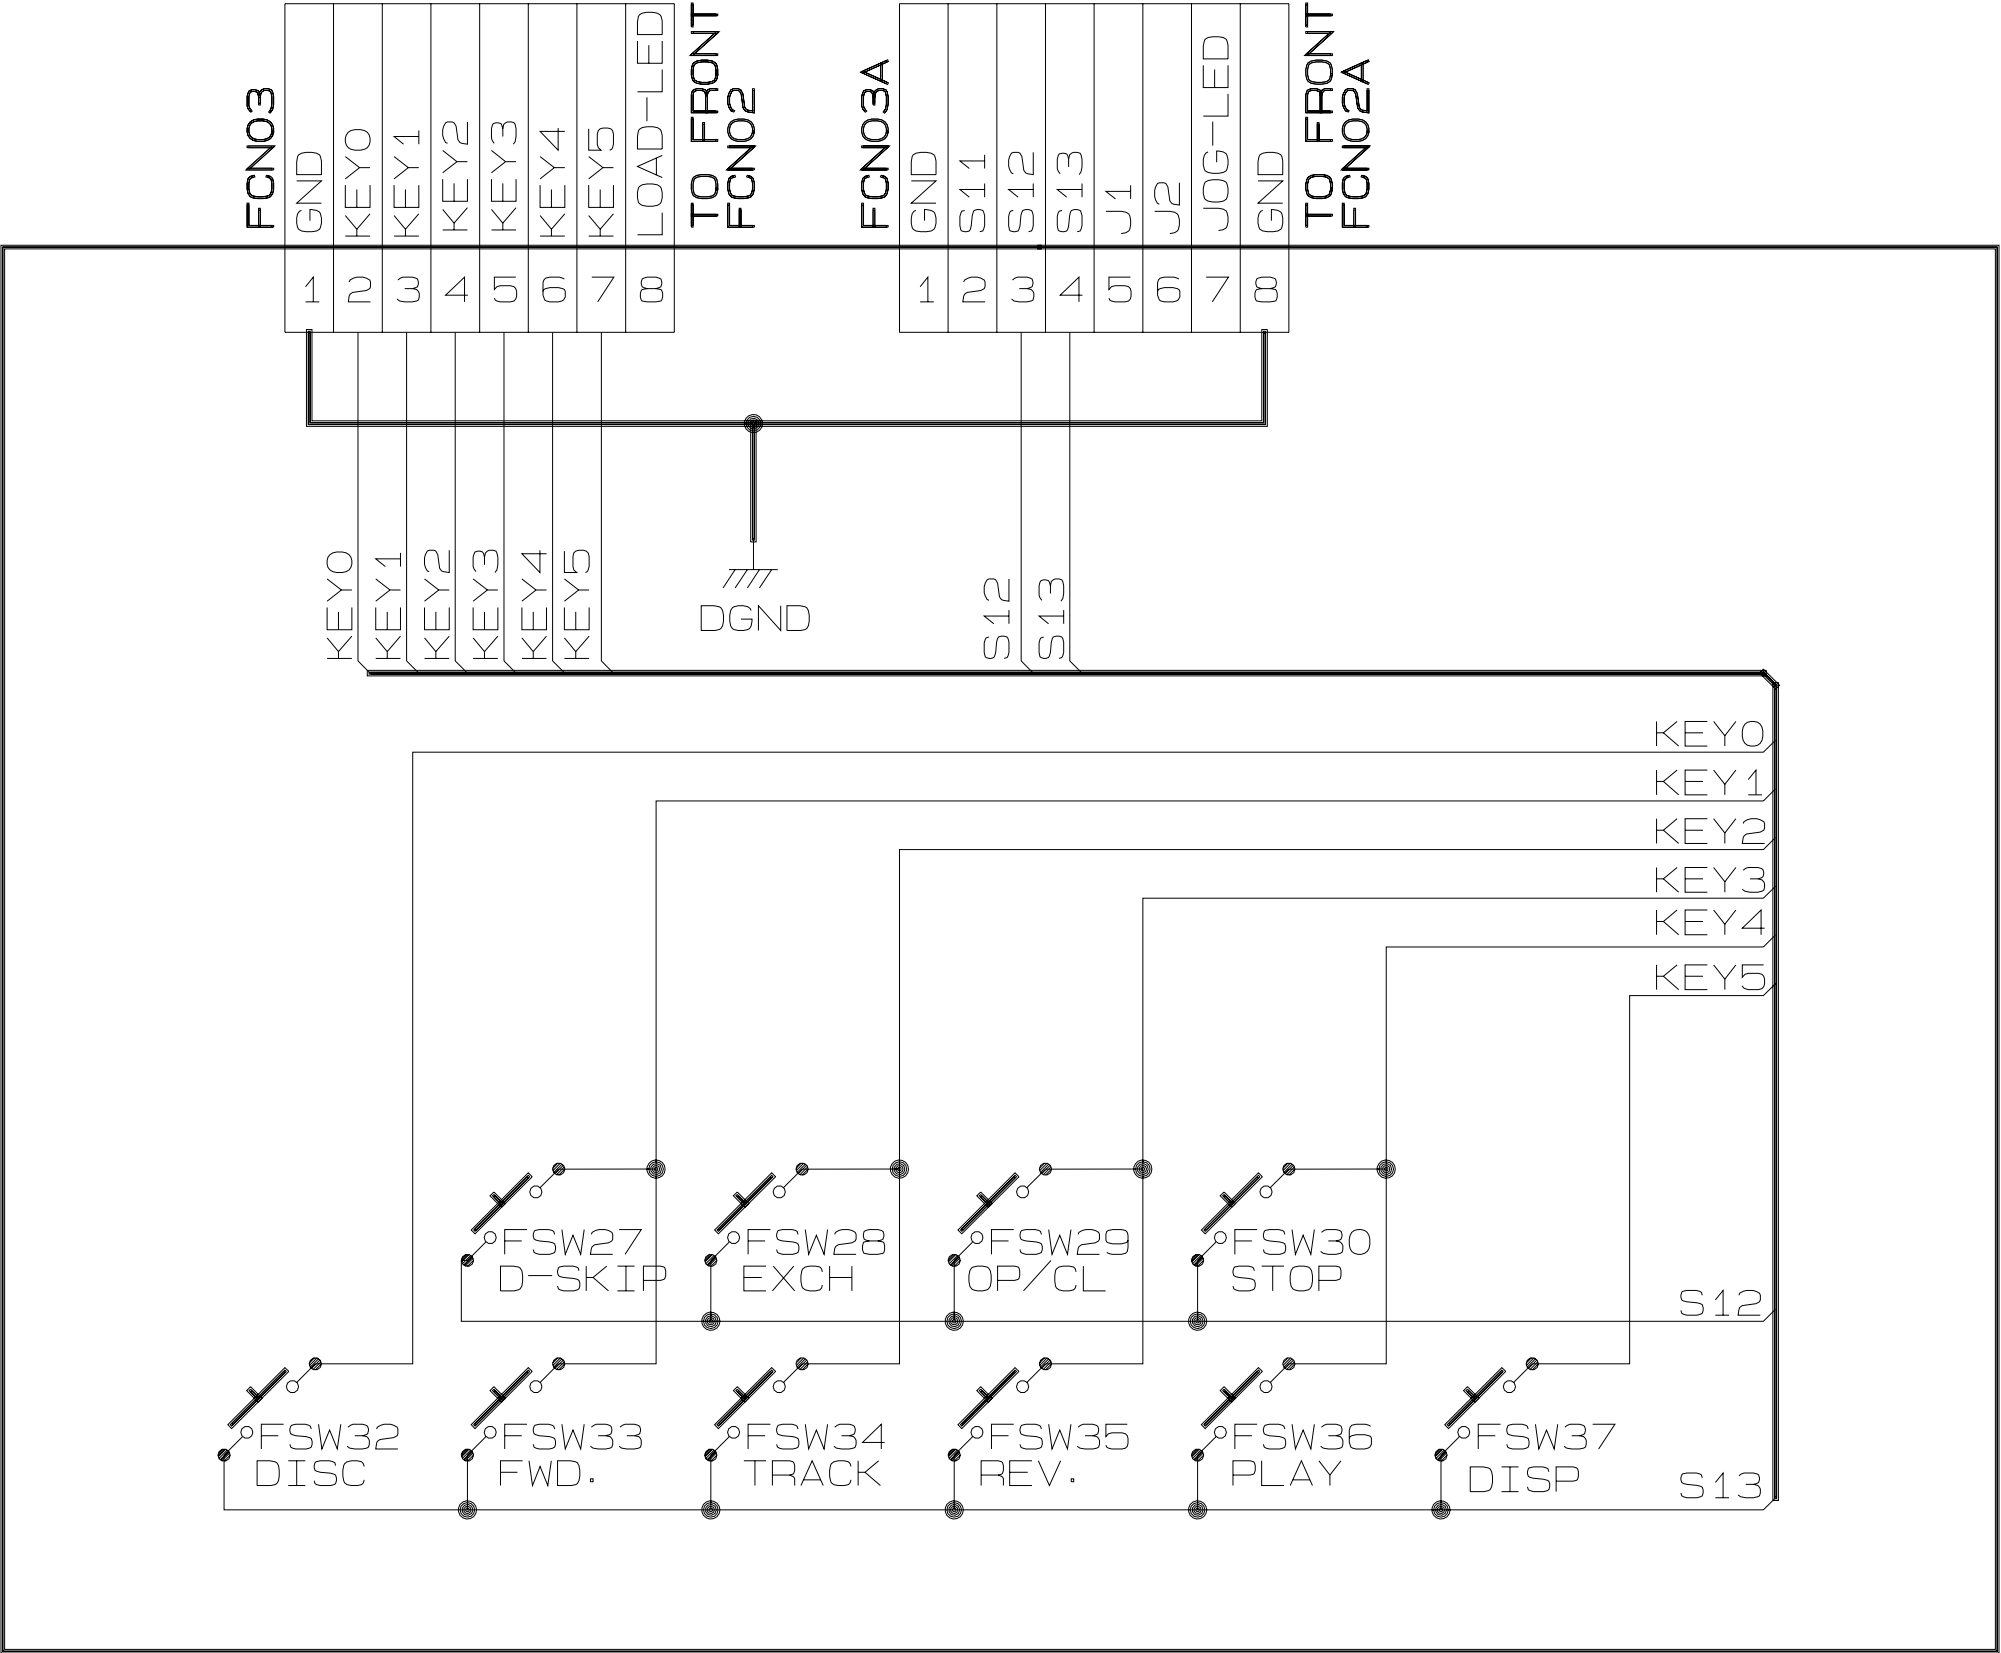 FCN03
GND
KEY0
KEY1
KEY2
KEY3
KEY4
KEY5
LOAD-LED
TO FRONT
FCN02
FCN03A
GND
S11
S12
S13
J1
J2
JOG-LED
GND
TO FRONT
FCN02A
1 2 3 4 5 6 7 8
1 2 3 4 5 6 7 8
KEY0
KEY1
KEY2
KEY3
KEY4
KEY5
DGND
S12
S13
KEY0
KEY1
KEY2
KEY3
KEY4
KEY5
FSW27
D-SKIP
FSW28
EXCH
FSW29
OP/CL
FSW30
STOP
S12
FSW32
DISC
FSW33
FWD.
FSW34
TRACK
FSW35
REV.
FSW36
PLAY
FSW37
DISP
S13